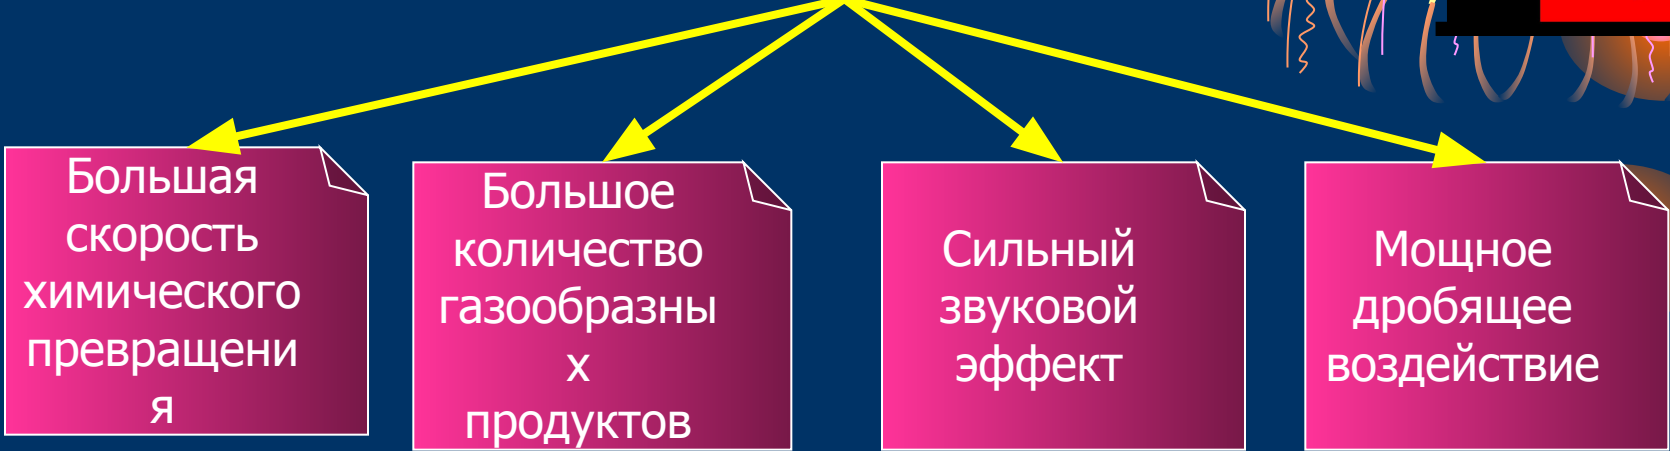 Большая
скорость
химического
превращени
я
Большое
количество
газообразны
х
продуктов
Сильный
звуковой
эффект
Мощное
дробящее
воздействие